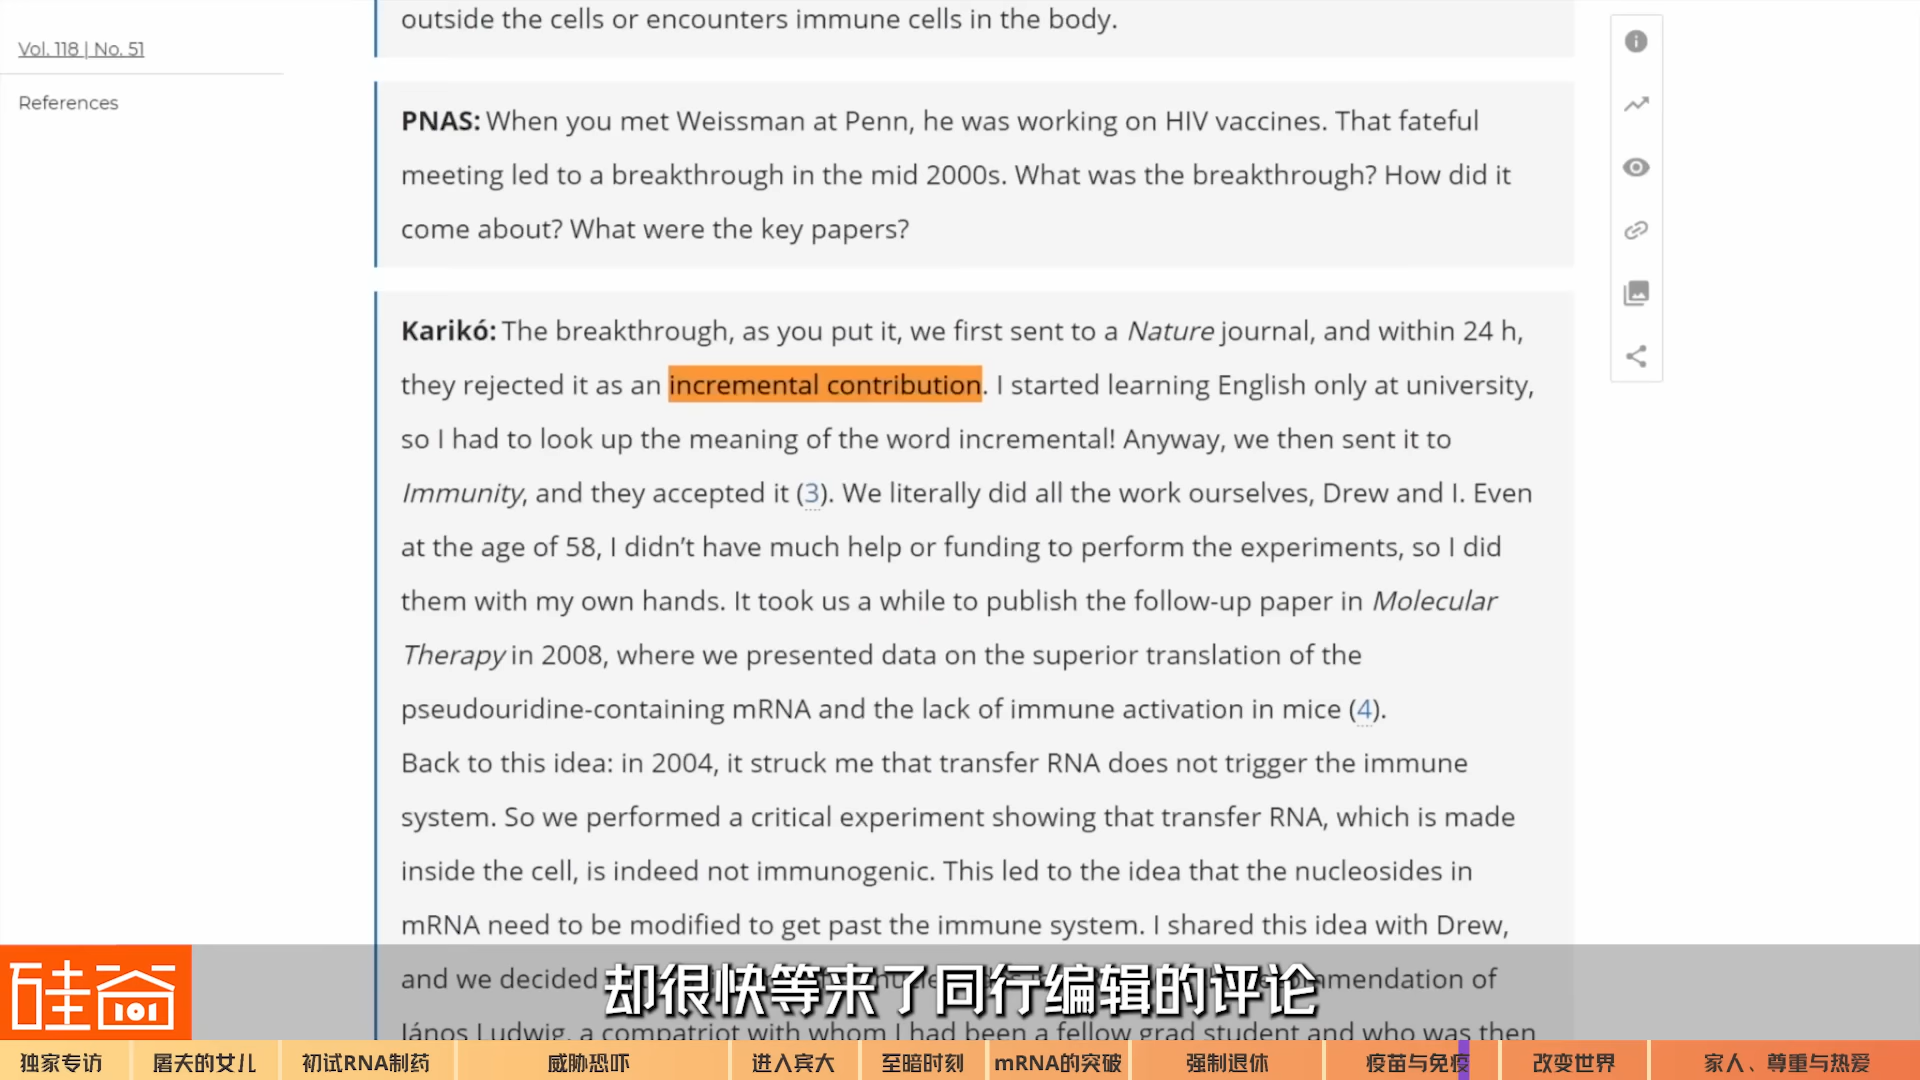 outside the cells or encounters immune cells in the body.
Vol. 118 | No. 51
References
PNAS: When you met Weissman at Penn, he was working on HIV vaccines. That fateful
meeting led to a breakthrough in the mid 2000s. What was the breakthrough? How did it
come about? What were the key papers?
Karikó: The breakthrough, as you put it, we first sent to a Nature journal, and within 24 h,
they rejected it as an incremental contribution. I started learning English only at university,
so I had to look up the meaning of the word incremental! Anyway, we then sent it to
Immunity, and they accepted it (3). We literally did all the work ourselves, Drew and I. Even
at the age of 58, I didn’t have much help or funding to perform the experiments, so I did
them with my own hands. It took us a while to publish the follow-up paper in Molecular
Therapy in 2008, where we presented data on the superior translation of the
pseudouridine-containing mRNA and the lack of immune activation in mice (4).
Back to this idea: in 2004, it struck me that transfer RNA does not trigger the immune
system. So we performed a critical experiment showing that transfer RNA, which is made
inside the cell, is indeed not immunogenic. This led to the idea that the nucleosides in
mRNA need to be modified to get past the immune system. I shared this idea with Drew,
and we decided
mmendation of
János Ludwig, a compatriot with whom I had been a fellow grad student and who was then
却很快等来了同行编辑的评论
硅谷
101
独家专访
屠夫的女儿
初试RNA制药
威胁恐吓
进入宾大
至暗时刻
mRNA的突破
强制退休
疫苗与免疫
改变世界
家人、尊重与热爱